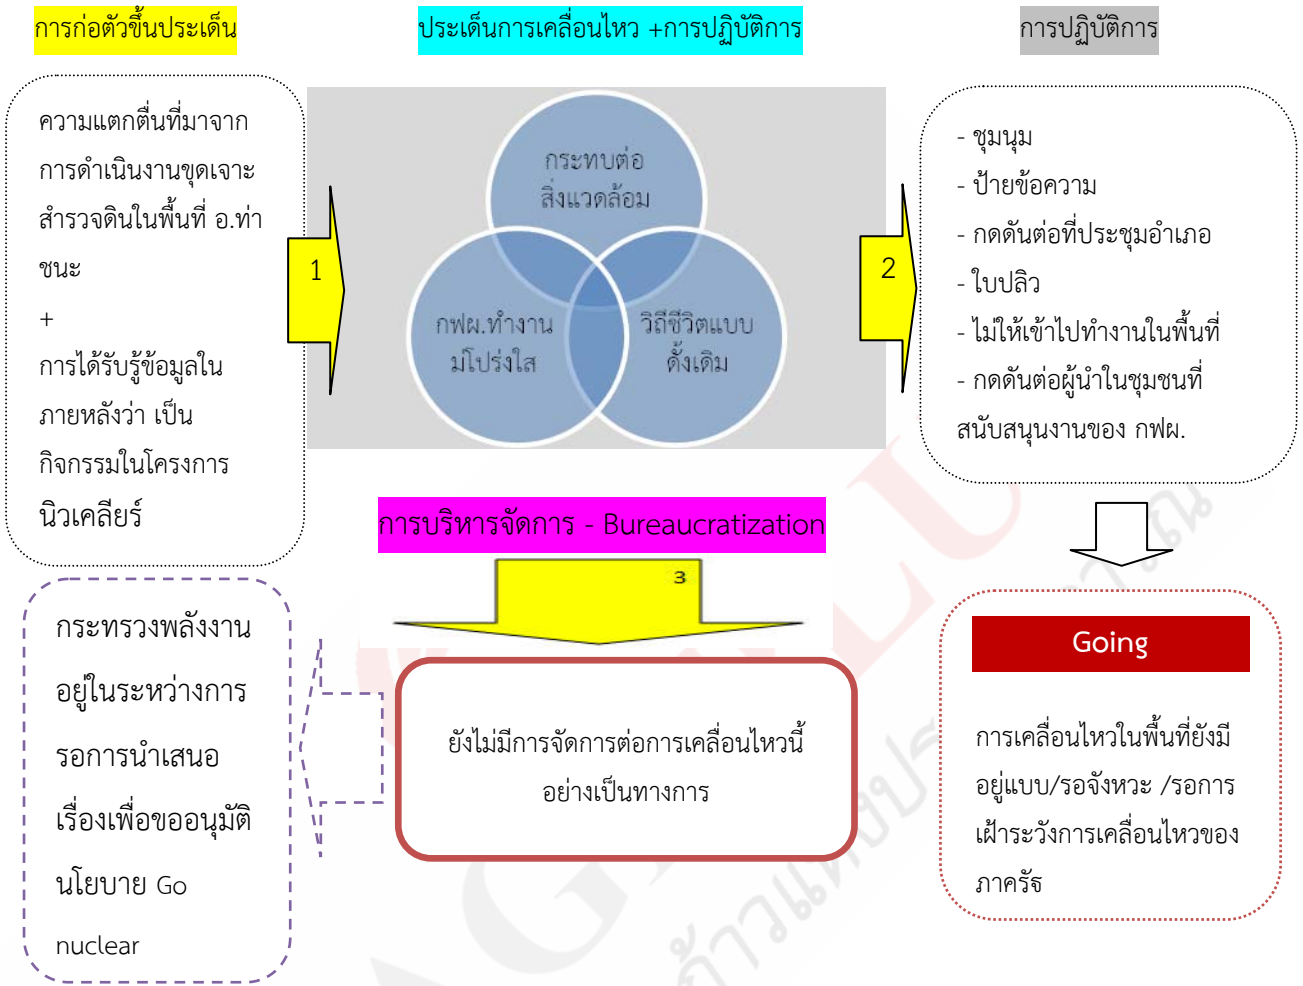 การก่อตัวขึ้นประเด็น
ประเด็นการเคลื่อนไหว +การปฏิบัติการ
การปฏิบัติการ
ความแตกตื่นที่มาจาก
การดำเนินงานขุดเจาะ
สำรวจดินในพื้นที่ อ.ท่า
ชนะ
+
การได้รับรู้ข้อมูลใน
ภายหลังว่า เป็น
กิจกรรมในโครงการ
นิวเคลียร์
1
กระทบต่อ
สิ่งแวดล้อม
กฟผ.ทำงาน
ม่โปร่งใส
วิถีชีวิตแบบ
ดั้งเดิม
2
- ชุมนุม
- ป้ายข้อความ
- กดดันต่อที่ประชุมอำเภอ
- ใบปลิว
- ไม่ให้เข้าไปทำงานในพื้นที่
- กดดันต่อผู้นำในชุมชนที่
สนับสนุนงานของ กฟผ.
การบริหารจัดการ - Bureaucratization
3
กระทรวงพลังงาน
อยู่ในระหว่างการ
รอการนำเสนอ
เรื่องเพื่อขออนุมัติ
นโยบาย Go
nuclear
ยังไม่มีการจัดการต่อการเคลื่อนไหวนี้
อย่างเป็นทางการ
Going
การเคลื่อนไหวในพื้นที่ยังมี
อยู่แบบ/รอจังหวะ /รอการ
เฝ้าระวังการเคลื่อนไหวของ
ภาครัฐ